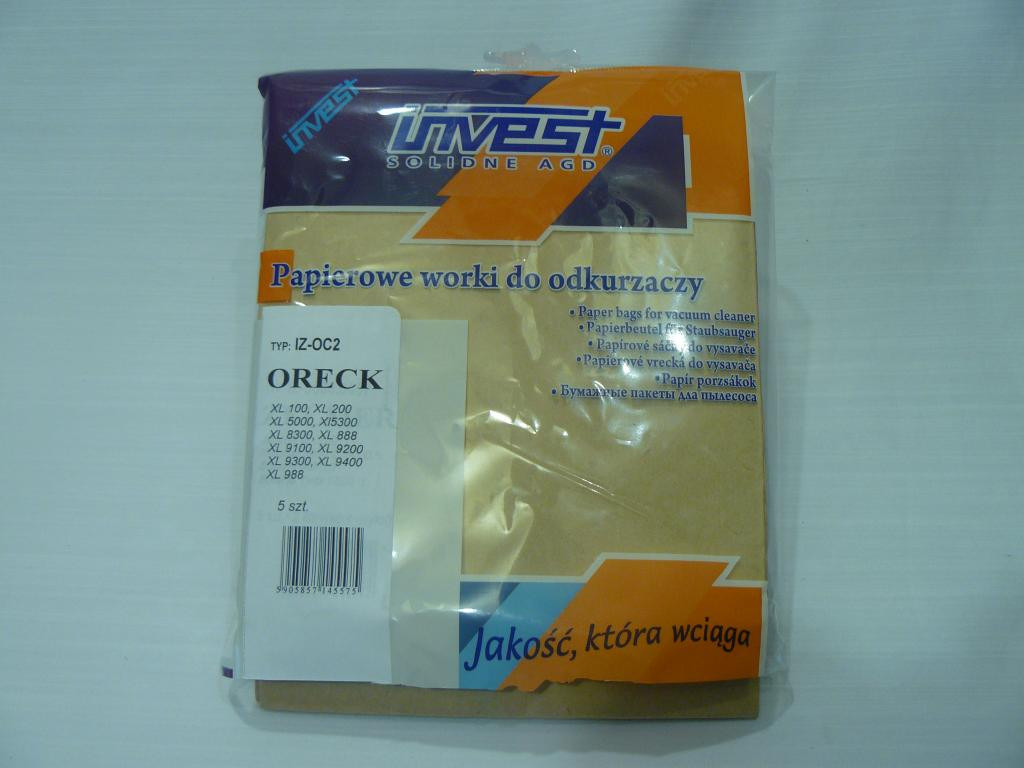 invest
invest®
SOLIDNE AGD
Papierowe worki do odkurzaczy
• Paper bags for vacuum cleaner
• Papierbeutel für Staubsauger
• Papírové sáčky do vysavače
• Papierové vrecká do vysavača
• Papír porzsákok
• Бумажные пакеты для пылесоса
TYP: IZ-OC2
ORECK
XL 100, XL 200
XL 5000, Xl5300
XL 8300, XL 888
XL 9100, XL 9200
XL 9300, XL 9400
XL 988
5 szt.
5905857145575
Jakość, która wciąga